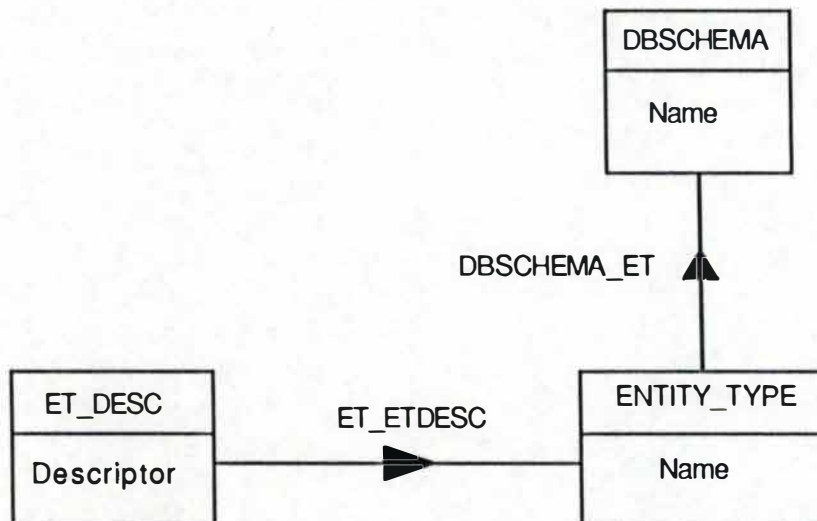 DBSCHEMA
Name
DBSCHEMA_ET
ET_DESC
ET_ETDESC
ENTITY_TYPE
Descriptor
Name